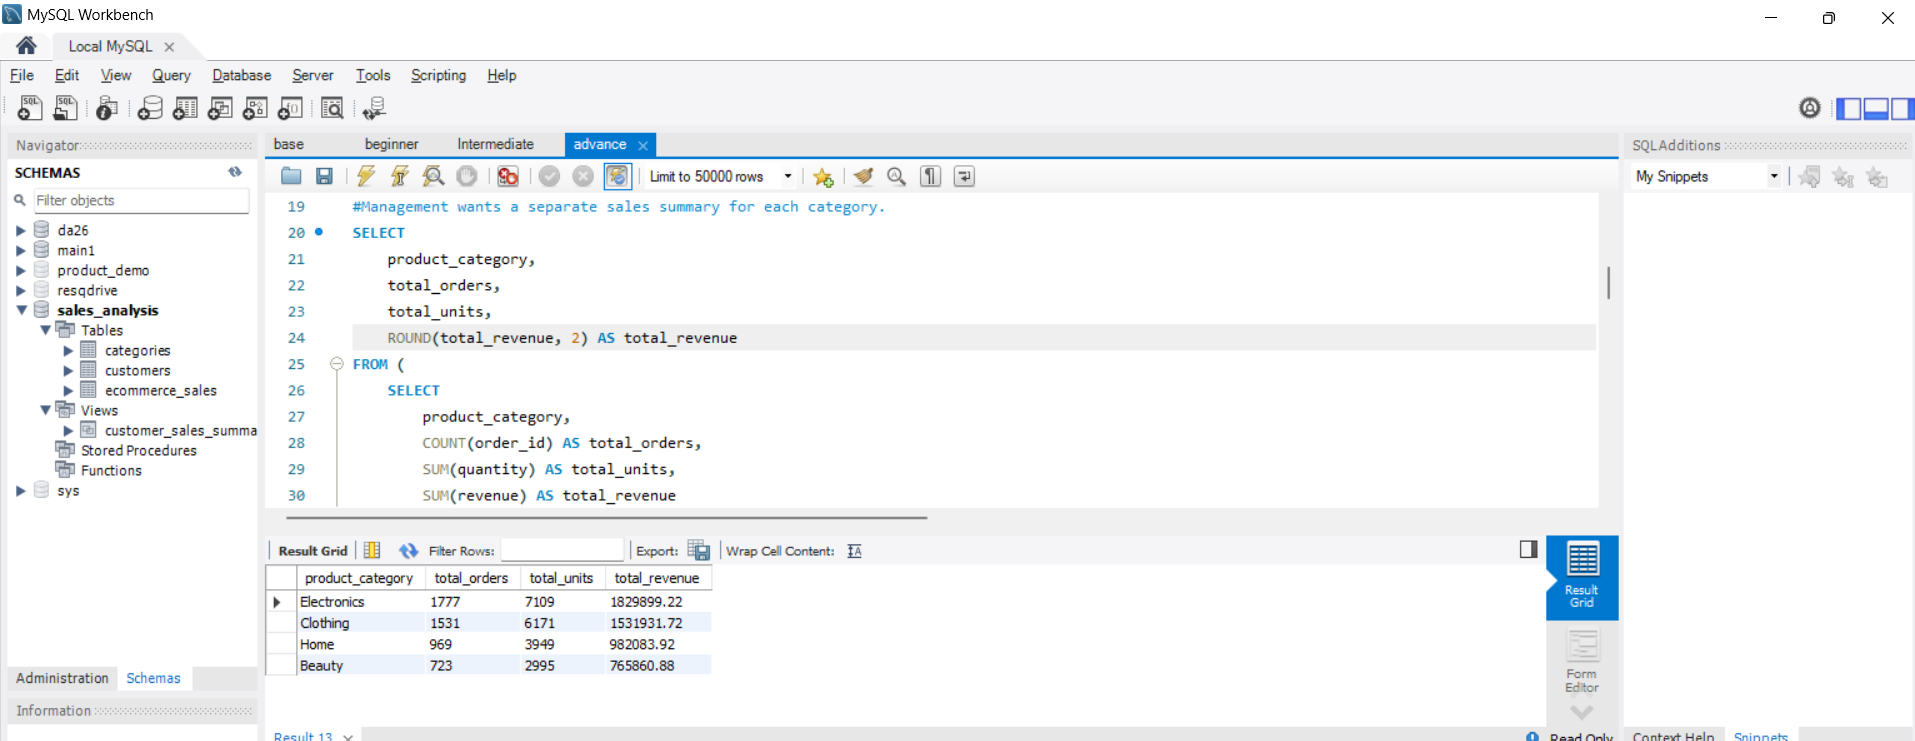 MySQL Workbench
Local MySQL
File Edit View Query Database Server Tools Scripting Help
Navigator
SCHEMAS
Filter objects
da26
main1
product_demo
resqdrive
sales_analysis
Tables
categories
customers
ecommerce_sales
Views
customer_sales_summa
Stored Procedures
Functions
sys
Administration Schemas
Information
base beginner Intermediate advance
Limit to 50000 rows
19 #Management wants a separate sales summary for each category.
20 SELECT
21 product_category,
22 total_orders,
23 total_units,
24 ROUND(total_revenue, 2) AS total_revenue
25 FROM (
26 SELECT
27 product_category,
28 COUNT(order_id) AS total_orders,
29 SUM(quantity) AS total_units,
30 SUM(revenue) AS total_revenue
Result Grid Filter Rows: Export: Wrap Cell Content:
product_category total_orders total_units total_revenue
Electronics 1777 7109 1829899.22
Clothing 1531 6171 1531931.72
Home 969 3949 982083.92
Beauty 723 2995 765860.88
Result 13
Result
Grid
Form
Editor
Read Only
SQLAdditions
My Snippets
Context Help Snippets